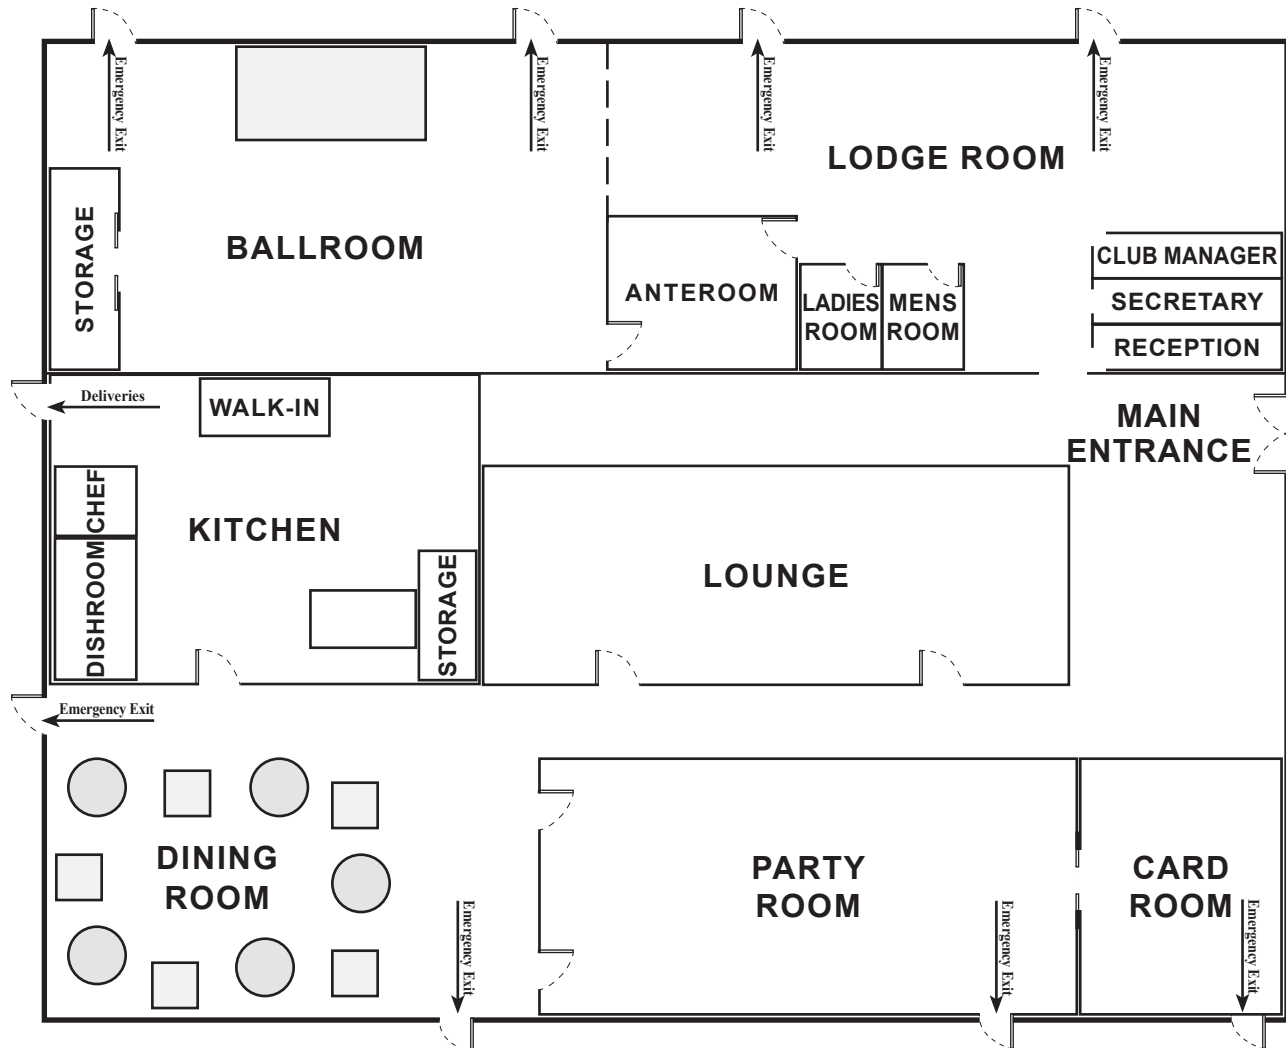 Emergency Exit
Emergency Exit
Emergency Exit
Emergency Exit
LODGE ROOM
STORAGE
BALLROOM
ANTEROOM
LADIES
ROOM
MENS
ROOM
CLUB MANAGER
SECRETARY
RECEPTION
Deliveries
WALK-IN
MAIN
ENTRANCE
CHEF
KITCHEN
DISHROOM
STORAGE
LOUNGE
Emergency Exit
DINING
ROOM
PARTY
ROOM
CARD
ROOM
Emergency Exit
Emergency Exit
Emergency Exit